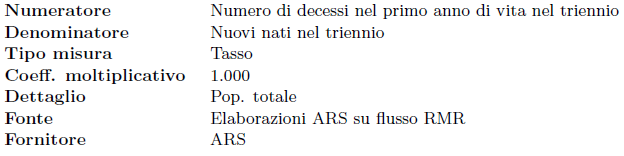 Numeratore Numero di decessi nel primo anno di vita nel triennio
Denominatore Nuovi nati nel triennio
Tipo misura Tasso
Coeff. moltiplicativo 1.000
Dettaglio Pop. totale
Fonte Elaborazioni ARS su flusso RMR
Fornitore ARS